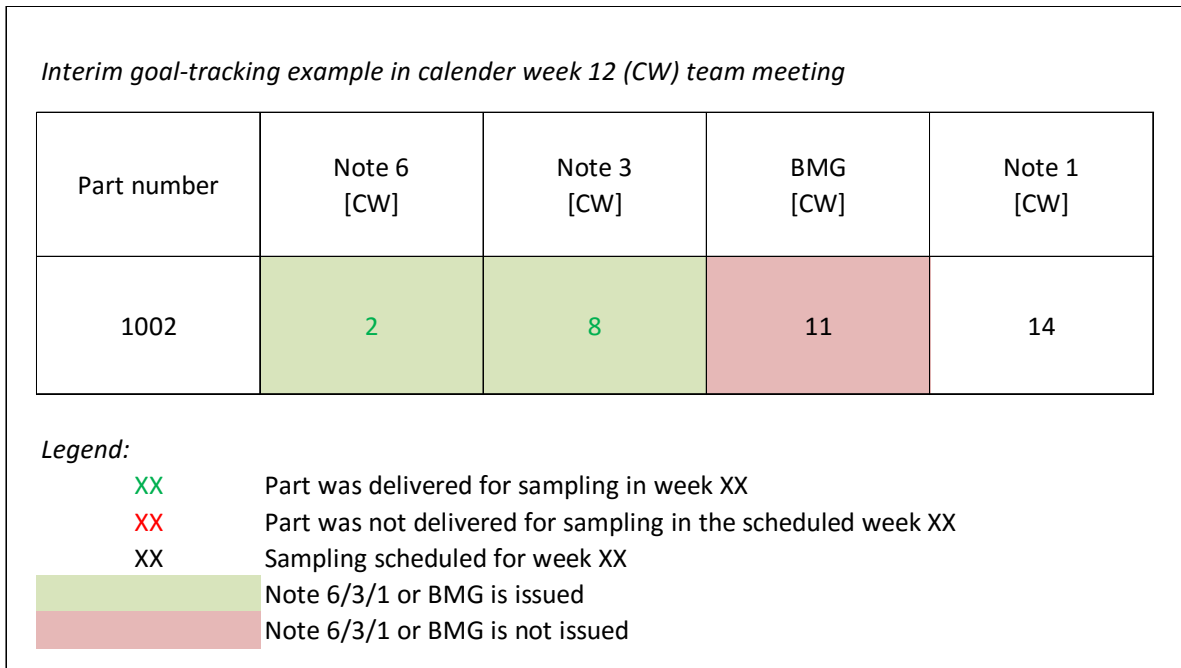 Interim goal-tracking example in calender week 12 (CW) team meeting
Part number
Note 6
[CW]
Note 3
[CW]
BMG
[CW]
Note 1
[CW]
1002
2
8
11
14
Legend:
XX Part was delivered for sampling in week XX
XX Part was not delivered for sampling in the scheduled week XX
XX Sampling scheduled for week XX
Note 6/3/1 or BMG is issued
Note 6/3/1 or BMG is not issued